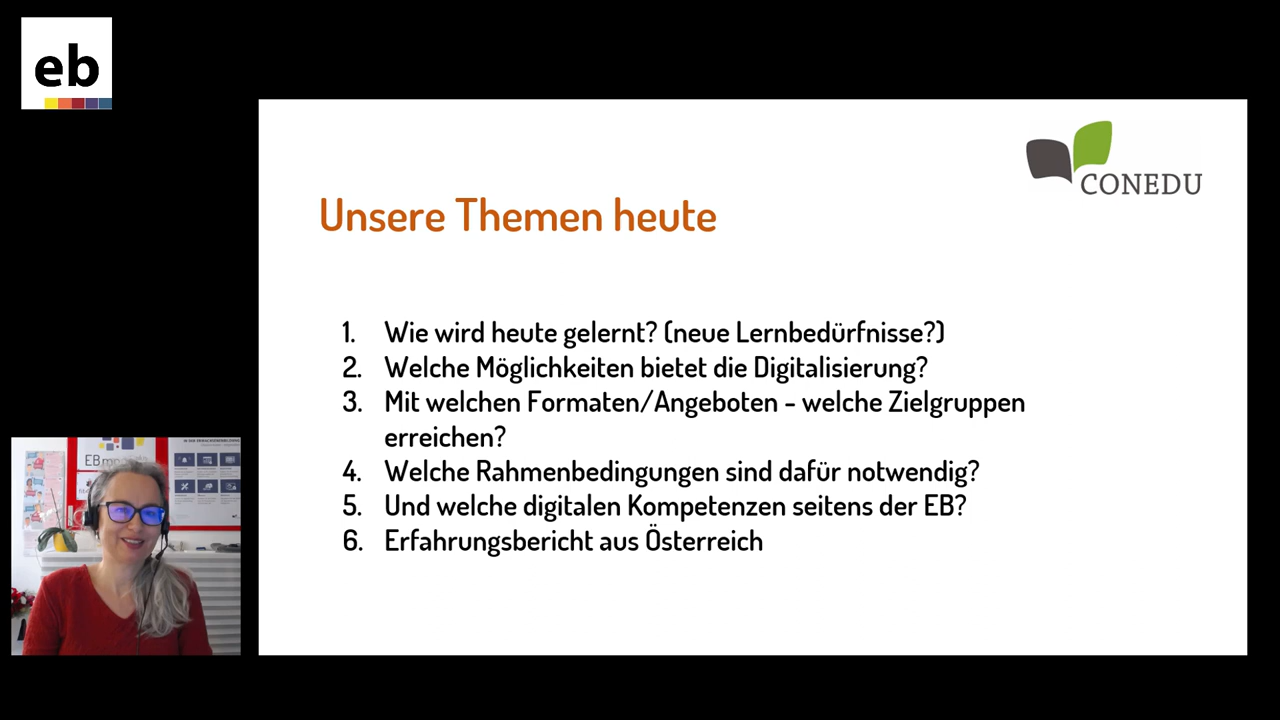 eb
CONEDU
Unsere Themen heute
1. Wie wird heute gelernt? (neue Lernbedürfnisse?)
2. Welche Möglichkeiten bietet die Digitalisierung?
3. Mit welchen Formaten/Angeboten - welche Zielgruppen
erreichen?
4. Welche Rahmenbedingungen sind dafür notwendig?
5. Und welche digitalen Kompetenzen seitens der EB?
6. Erfahrungsbericht aus Österreich